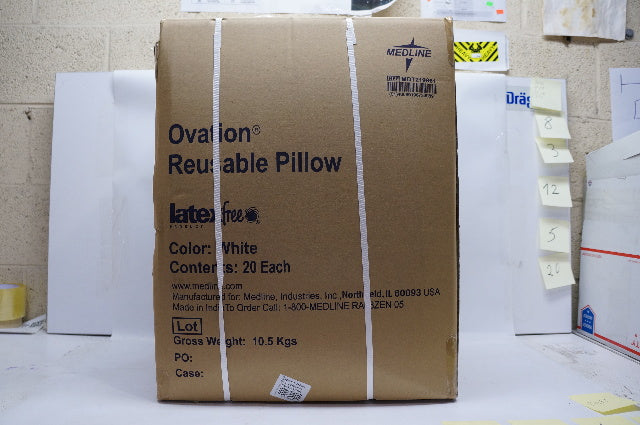 MEDLINE
Ovation®
Reusable Pillow
latex free
PRODUCT
Color: White
Contents: 20 Each
www.medline.com
Manufactured for: Medline, Industries, Inc., Northfield, IL 60093 USA
Made in India To Order Call: 1-800-MEDLINE
Lot
Gross Weight: 10.5 Kgs
PO:
Case:
Dräg
8
3
12
5